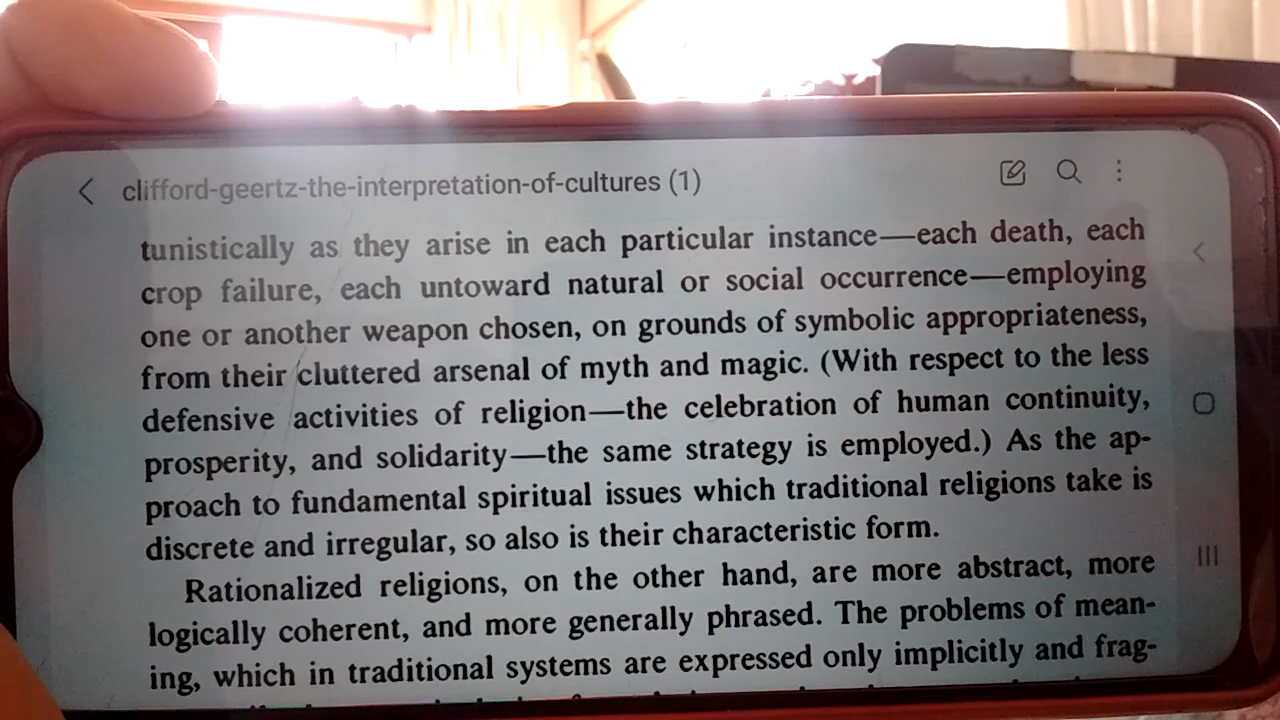 clifford-geertz-the-interpretation-of-cultures (1)
tunistically as they arise in each particular instance—each death, each
crop failure, each untoward natural or social occurrence—employing
one or another weapon chosen, on grounds of symbolic appropriateness,
from their cluttered arsenal of myth and magic. (With respect to the less
defensive activities of religion—the celebration of human continuity,
prosperity, and solidarity—the same strategy is employed.) As the ap-
proach to fundamental spiritual issues which traditional religions take is
discrete and irregular, so also is their characteristic form.
Rationalized religions, on the other hand, are more abstract, more
logically coherent, and more generally phrased. The problems of mean-
ing, which in traditional systems are expressed only implicitly and frag-